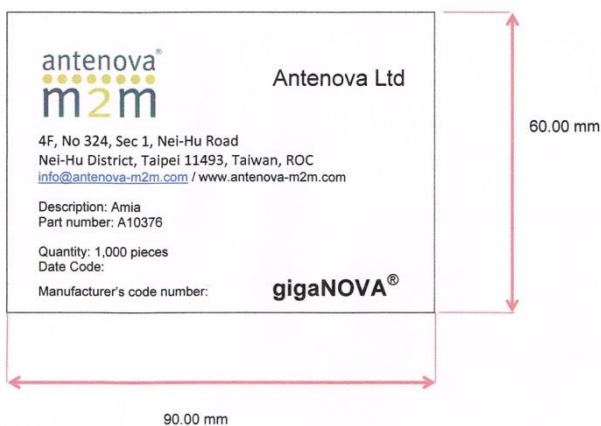 antenova®
m2m
Antenova Ltd
4F, No 324, Sec 1, Nei-Hu Road
Nei-Hu District, Taipei 11493, Taiwan, ROC
info@antenova-m2m.com / www.antenova-m2m.com
Description: Amia
Part number: A10376
Quantity: 1,000 pieces
Date Code:
Manufacturer's code number:
gigaNOVA®
60.00 mm
90.00 mm